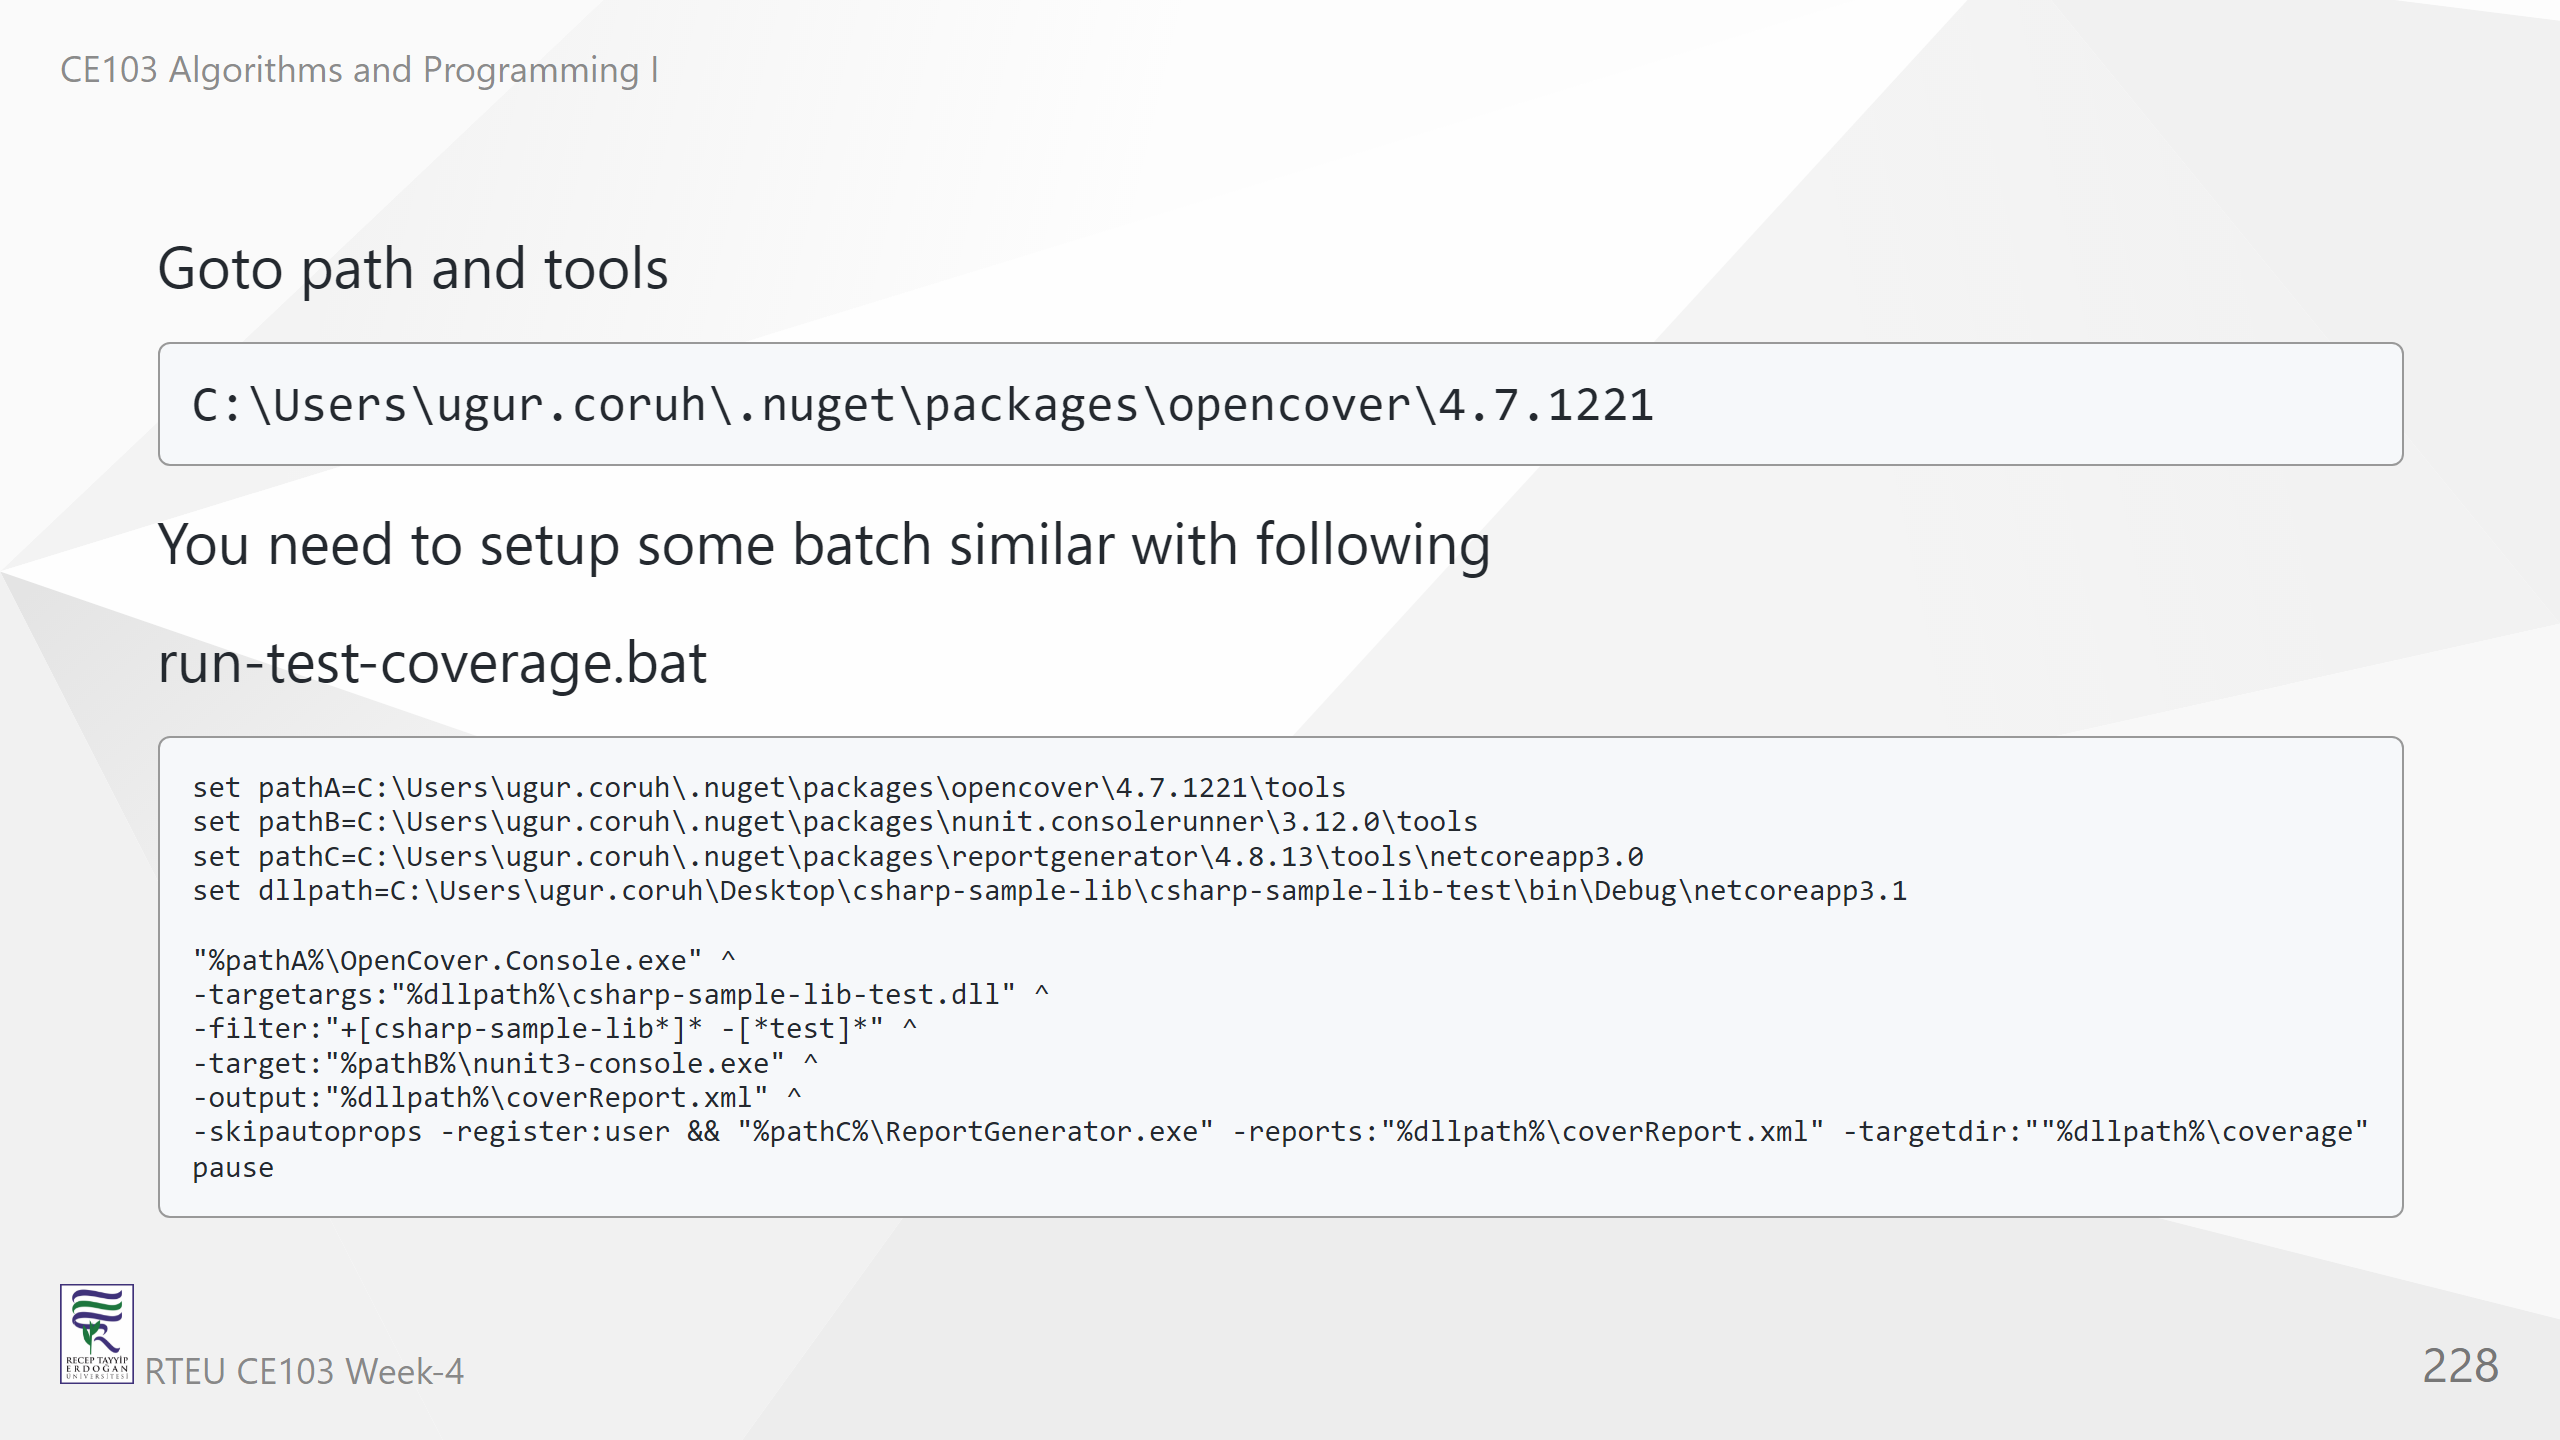 CE103 Algorithms and Programming I
Goto path and tools
C:\Users\ugur.coruh\.nuget\packages\opencover\4.7.1221
You need to setup some batch similar with following
run-test-coverage.bat
set pathA=C:\Users\ugur.coruh\.nuget\packages\opencover\4.7.1221\tools
set pathB=C:\Users\ugur.coruh\.nuget\packages\nunit.consolerunner\3.12.0\tools
set pathC=C:\Users\ugur.coruh\.nuget\packages\reportgenerator\4.8.13\tools\netcoreapp3.0
set dllpath=C:\Users\ugur.coruh\Desktop\csharp-sample-lib\csharp-sample-lib-test\bin\Debug\netcoreapp3.1
"%pathA%\OpenCover.Console.exe" ^
-targetargs:"%dllpath%\csharp-sample-lib-test.dll" ^
-filter:"+[csharp-sample-lib*]* -[*test]*" ^
-target:"%pathB%\nunit3-console.exe" ^
-output:"%dllpath%\coverReport.xml" ^
-skipautoprops -register:user && "%pathC%\ReportGenerator.exe" -reports:"%dllpath%\coverReport.xml" -targetdir:""%dllpath%\coverage"
pause
RECEP TAYYİP
ERDOĞAN
ÜNİVERSİTESİ
RTEU CE103 Week-4
228